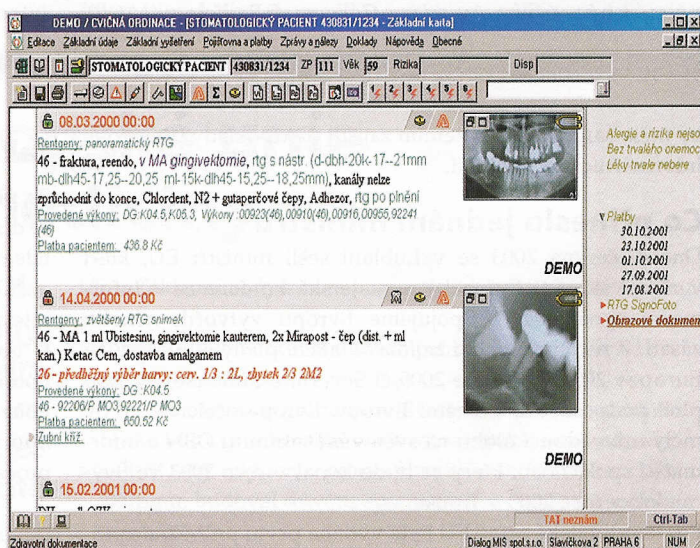 DEMO / CVIČNÁ ORDINACE - [STOMATOLOGICKÝ PACIENT 430831/1234 - Základní karta]
Editace Základní údaje Základní vyšetření Pojišťovna a platby Zprávy a nálezy Doklady Nápověda Obecné
STOMATOLOGICKÝ PACIENT 430831/1234 ZP 111 Věk 59 Rizika Disp
08.03.2000 00:00
Rentgeny: panoramatický RTG
46 - fraktura, reendo, v MA gingivektomie, rtg s nástr. (d-dbh-20k-17--21mm
mb-dlh45-17,25--20,25 ml-15k-dlh45-15,25--18,25mm), kanály nelze
zprůchodnit do konce, Chlordent, N2 + gutaperčové čepy, Adhezor, rtg po plnění
Provedené výkony: DG :K04.5,K05.3, Výkony :00923(46),00910(46),00916,00955,92241
(46)
Platba pacientem: 436.8 Kč
DEMO
14.04.2000 00:00
Rentgeny: zvětšený RTG snímek
46 - MA 1 ml Ubistesinu, gingivektomie kauterem, 2x Mirapost - čep (dist. + ml
kan.) Ketac Cem, dostavba amalgamem
26 - předběžný výběr barvy: cerv. 1/3 : 2L, zbytek 2/3 2M2
Provedené výkony: DG :K04.5
46 - 92206/P MO3,92221/P MO3
Platba pacientem: 650.52 Kč
Zubní kříž:
DEMO
15.02.2001 00:00
Alergie a rizika nejso
Bez trvalého onemoc
Léky trvale nebere
Platby
30.10.2001
23.10.2001
01.10.2001
27.09.2001
17.08.2001
RTG SignoFoto
Obrazové dokumen
TAT neznám Ctrl-Tab
Zdravotní dokumentace Dialog MIS spol.s.r.o. Slavíčkova 2 PRAHA 6 NUM